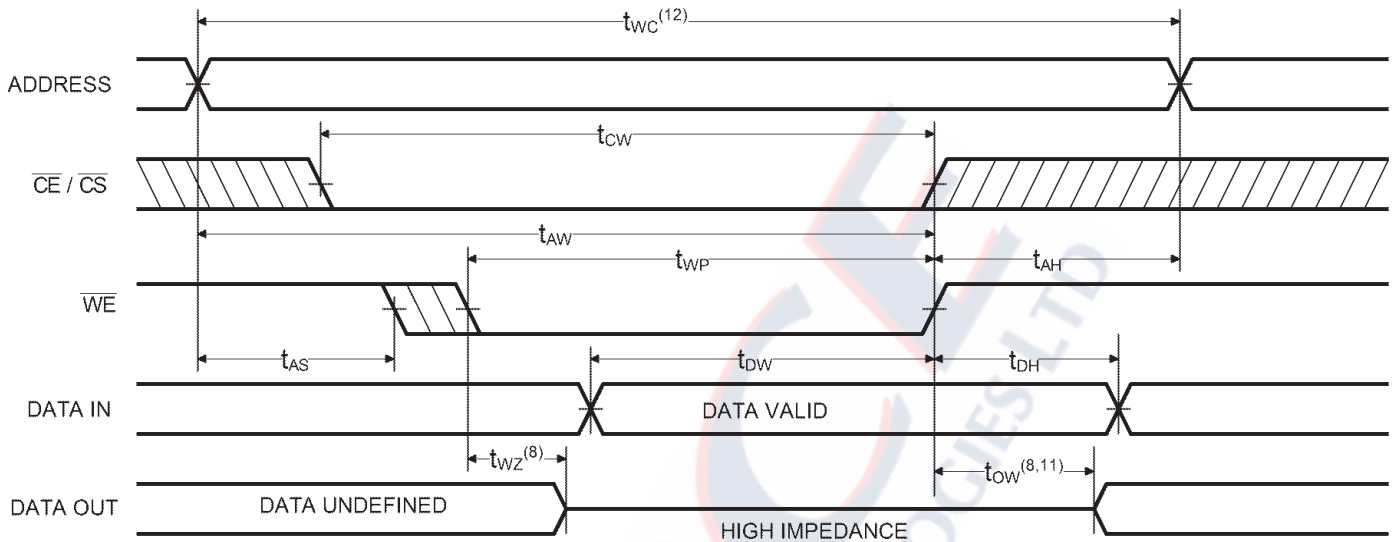 tWC(12)
ADDRESS
tCW
CE / CS
tAW
tWP
tAH
WE
tAS
tDW
tDH
DATA IN
DATA VALID
tWZ(8)
tOW(8,11)
DATA OUT
DATA UNDEFINED
HIGH IMPEDANCE
LTD